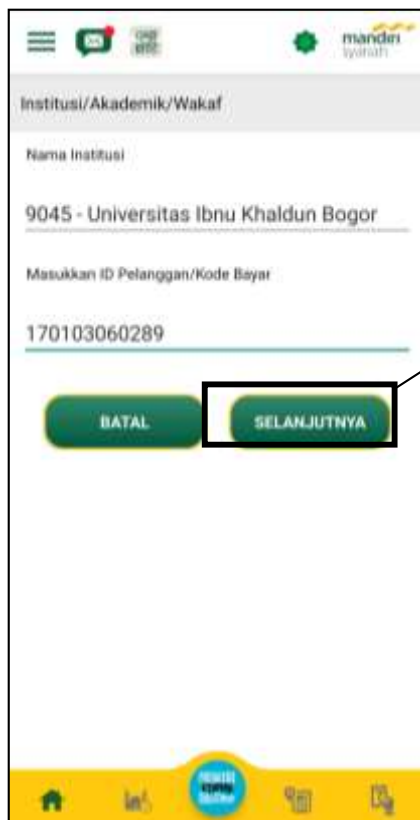 mandiri
syariah
Institusi/Akademik/Wakaf
Nama Institusi
9045 - Universitas Ibnu Khaldun Bogor
Masukkan ID Pelanggan/Kode Bayar
170103060289
BATAL
SELANJUTNYA